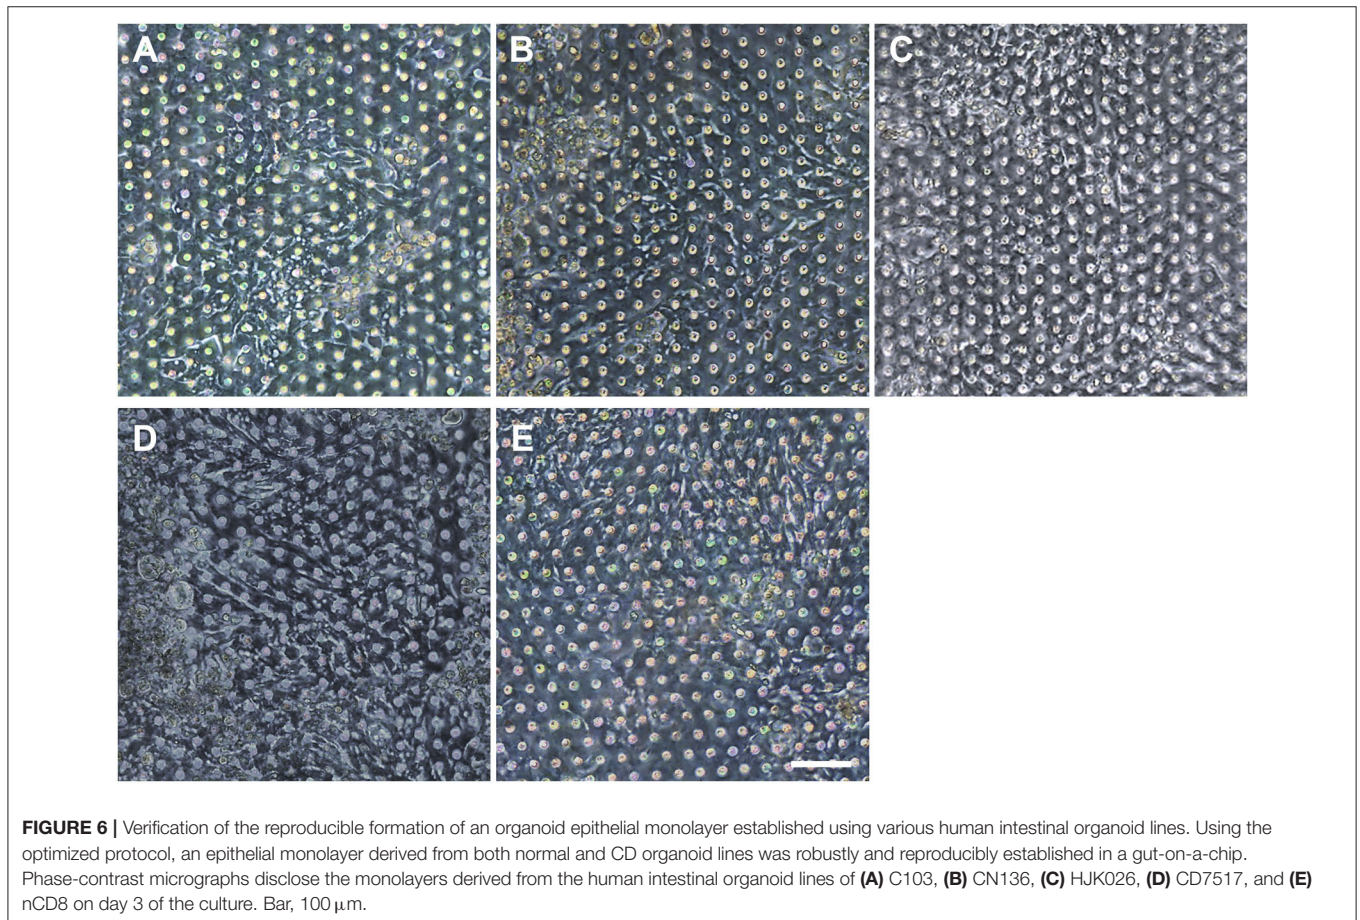 A
B
C
D
E
FIGURE 6 | Verification of the reproducible formation of an organoid epithelial monolayer established using various human intestinal organoid lines. Using the
optimized protocol, an epithelial monolayer derived from both normal and CD organoid lines was robustly and reproducibly established in a gut-on-a-chip.
Phase-contrast micrographs disclose the monolayers derived from the human intestinal organoid lines of (A) C103, (B) CN136, (C) HJK026, (D) CD7517, and (E)
nCD8 on day 3 of the culture. Bar, 100 μm.